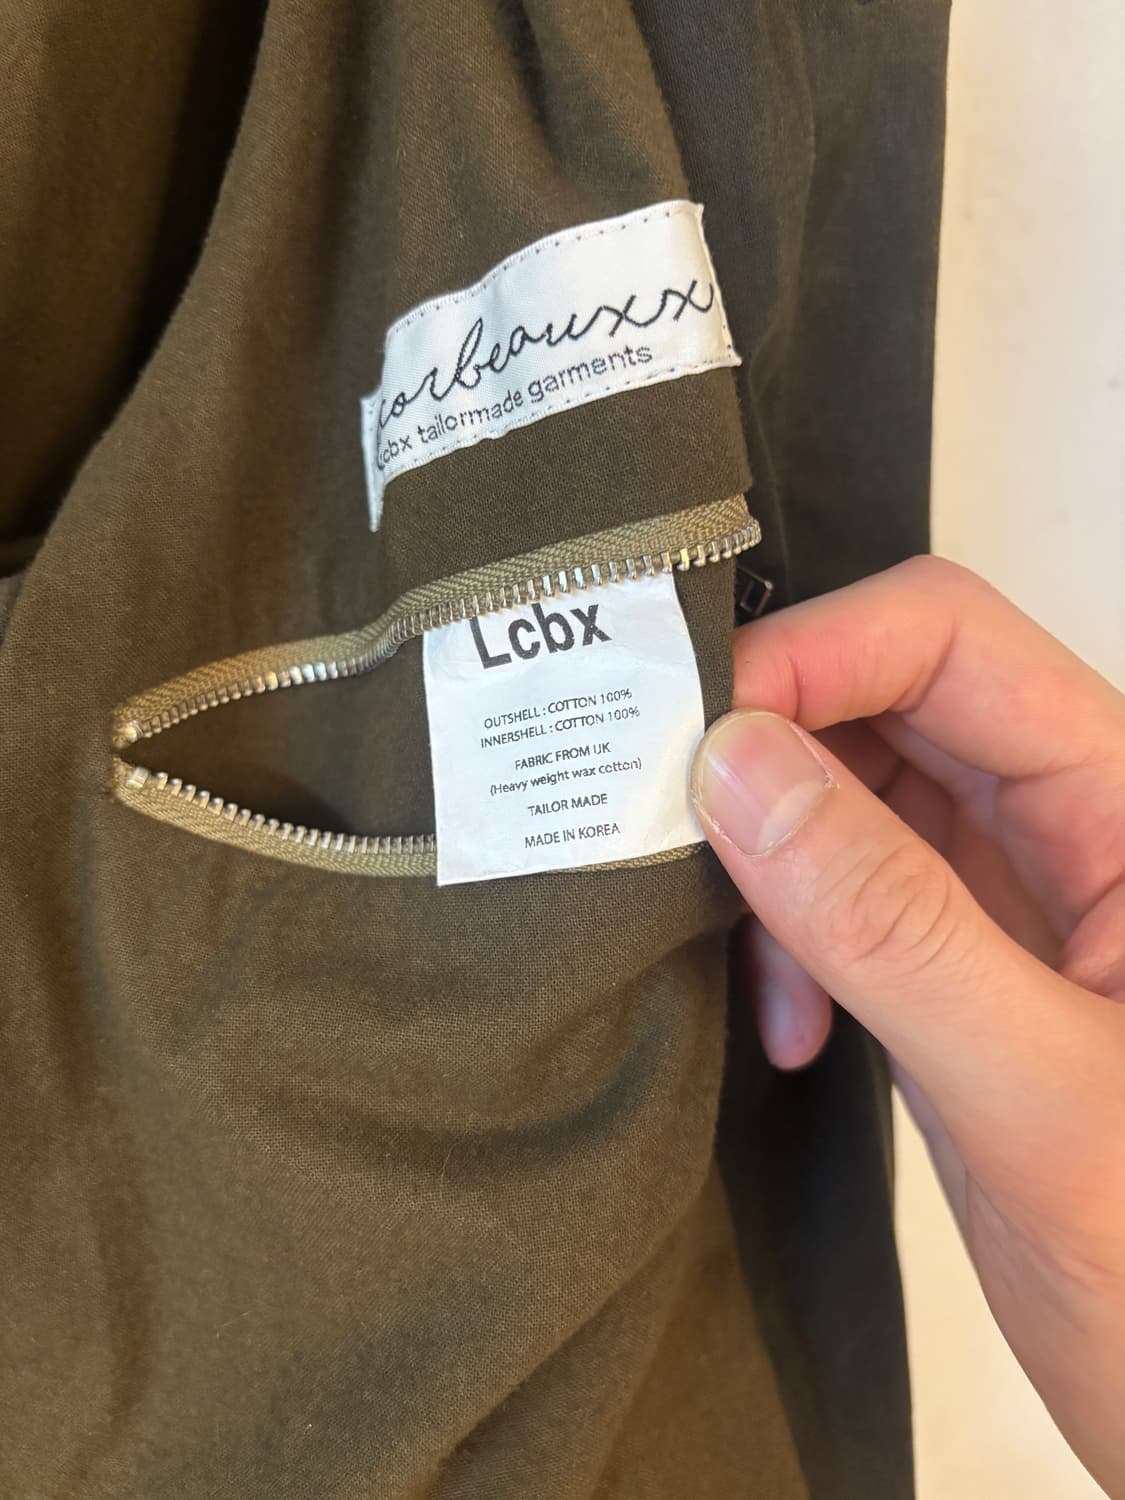 corbeauxx
cbx tailormade garments
Lcbx
OUTSHELL : COTTON 100%
INNERSHELL : COTTON 100%
FABRIC FROM UK
(Heavy weight wax cotton)
TAILOR MADE
MADE IN KOREA